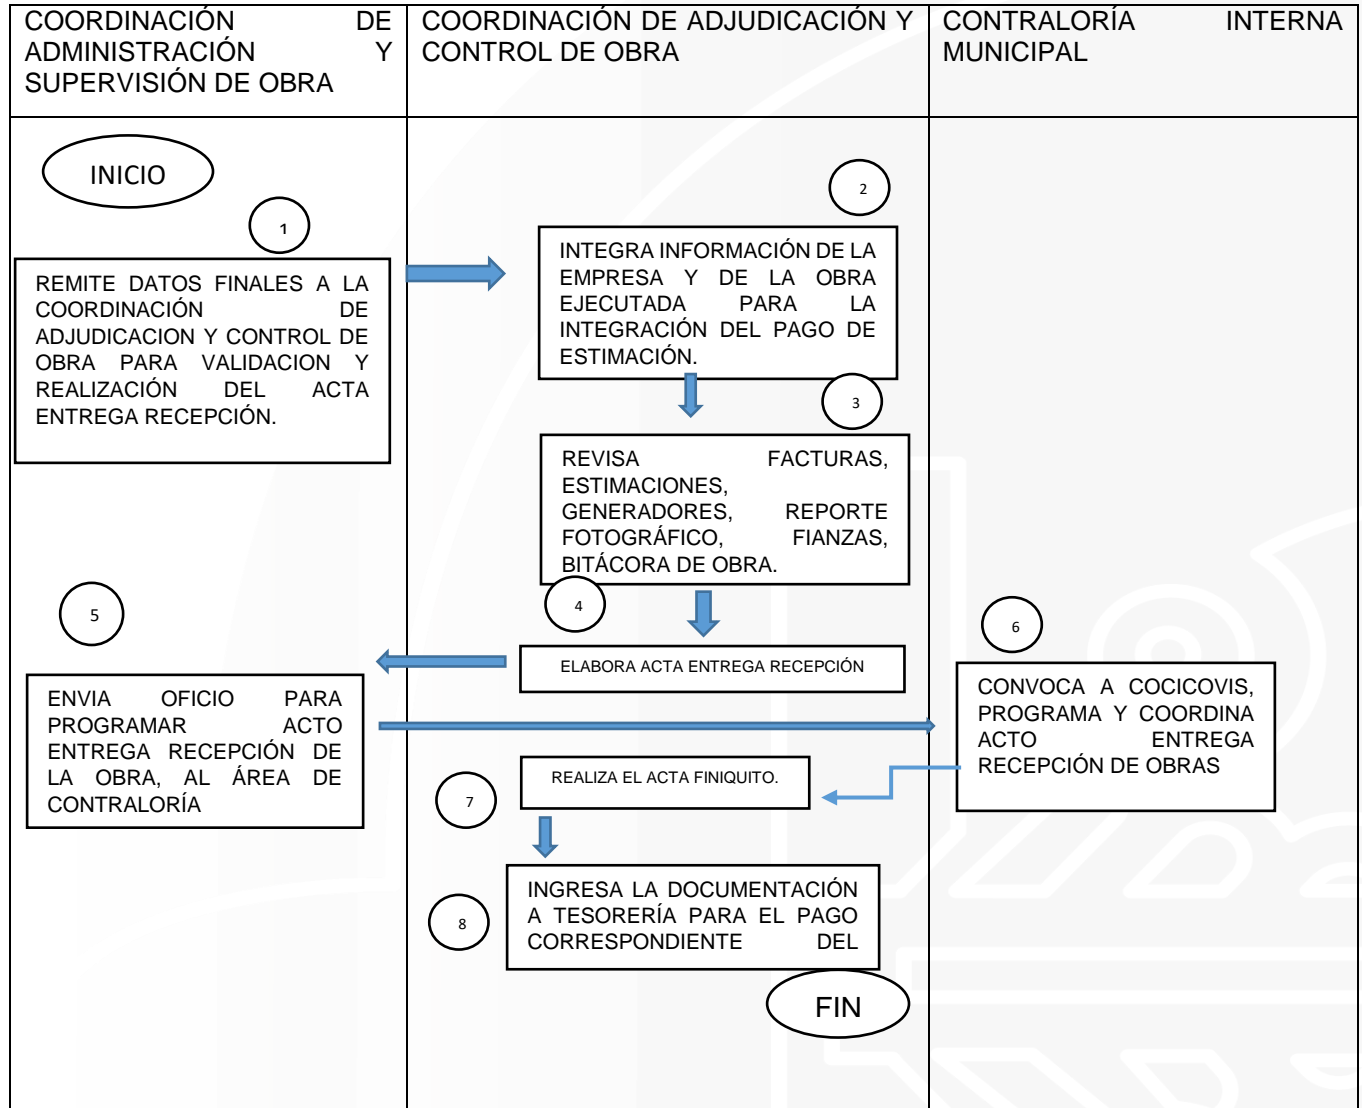 COORDINACIÓN DE
ADMINISTRACIÓN Y
SUPERVISIÓN DE OBRA
COORDINACIÓN DE ADJUDICACIÓN Y
CONTROL DE OBRA
CONTRALORÍA INTERNA
MUNICIPAL
INICIO
1
REMITE DATOS FINALES A LA
COORDINACIÓN DE
ADJUDICACION Y CONTROL DE
OBRA PARA VALIDACION Y
REALIZACIÓN DEL ACTA
ENTREGA RECEPCIÓN.
2
INTEGRA INFORMACIÓN DE LA
EMPRESA Y DE LA OBRA
EJECUTADA PARA LA
INTEGRACIÓN DEL PAGO DE
ESTIMACIÓN.
3
REVISA FACTURAS,
ESTIMACIONES,
GENERADORES, REPORTE
FOTOGRÁFICO, FIANZAS,
BITÁCORA DE OBRA.
4
ELABORA ACTA ENTREGA RECEPCIÓN
5
ENVIA OFICIO PARA
PROGRAMAR ACTO
ENTREGA RECEPCIÓN DE
LA OBRA, AL ÁREA DE
CONTRALORÍA
6
CONVOCA A COCICOVIS,
PROGRAMA Y COORDINA
ACTO ENTREGA
RECEPCIÓN DE OBRAS
7
REALIZA EL ACTA FINIQUITO.
8
INGRESA LA DOCUMENTACIÓN
A TESORERÍA PARA EL PAGO
CORRESPONDIENTE DEL
FIN